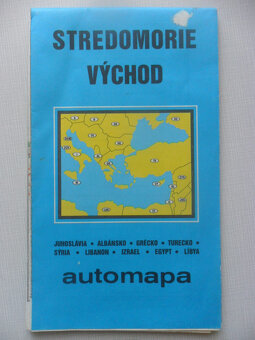 STREDOMORIE
VÝCHOD
JUHOSLÁVIA • ALBÁNSKO • GRÉCKO • TURECKO •
SÝRIA • LIBANON • IZRAEL • EGYPT • LÍBYA
automapa